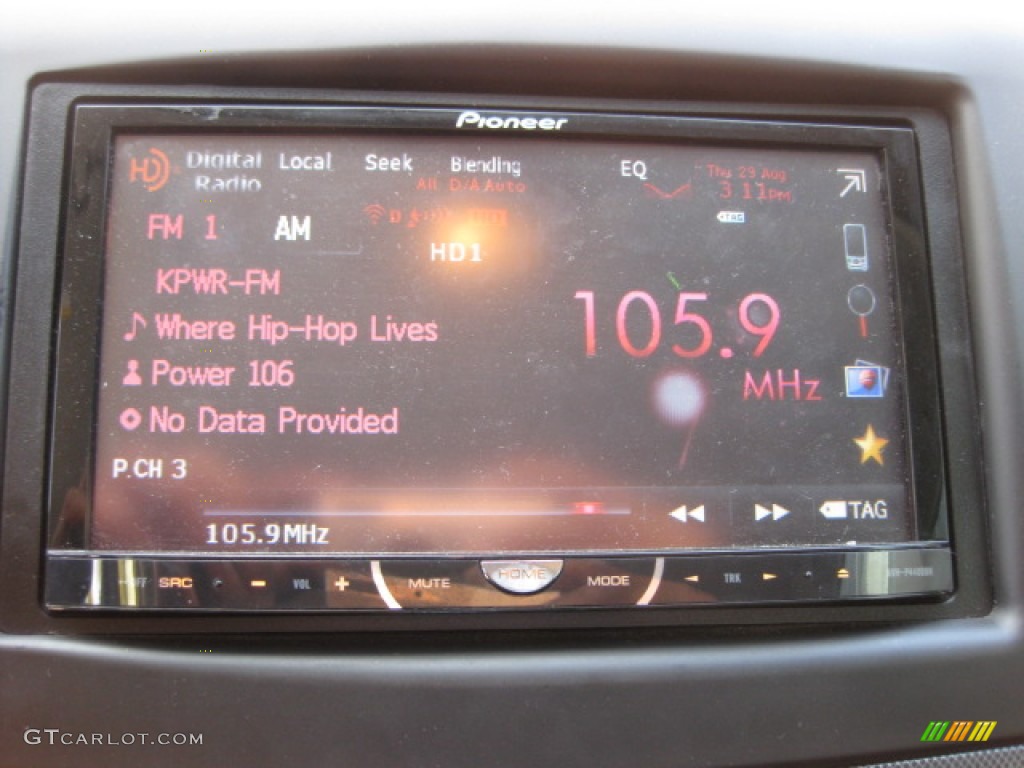 Pioneer
HD Digital Radio Local Seek Blending EQ
All D/A Auto
Thu 29 Aug
3 11PM
FM 1 AM
TAG
HD1
KPWR-FM
Where Hip-Hop Lives
Power 106
No Data Provided
105.9
MHz
P.CH 3
TAG
105.9MHz
SRC VOL MUTE HOME MODE TRK
GTCARLOT.COM